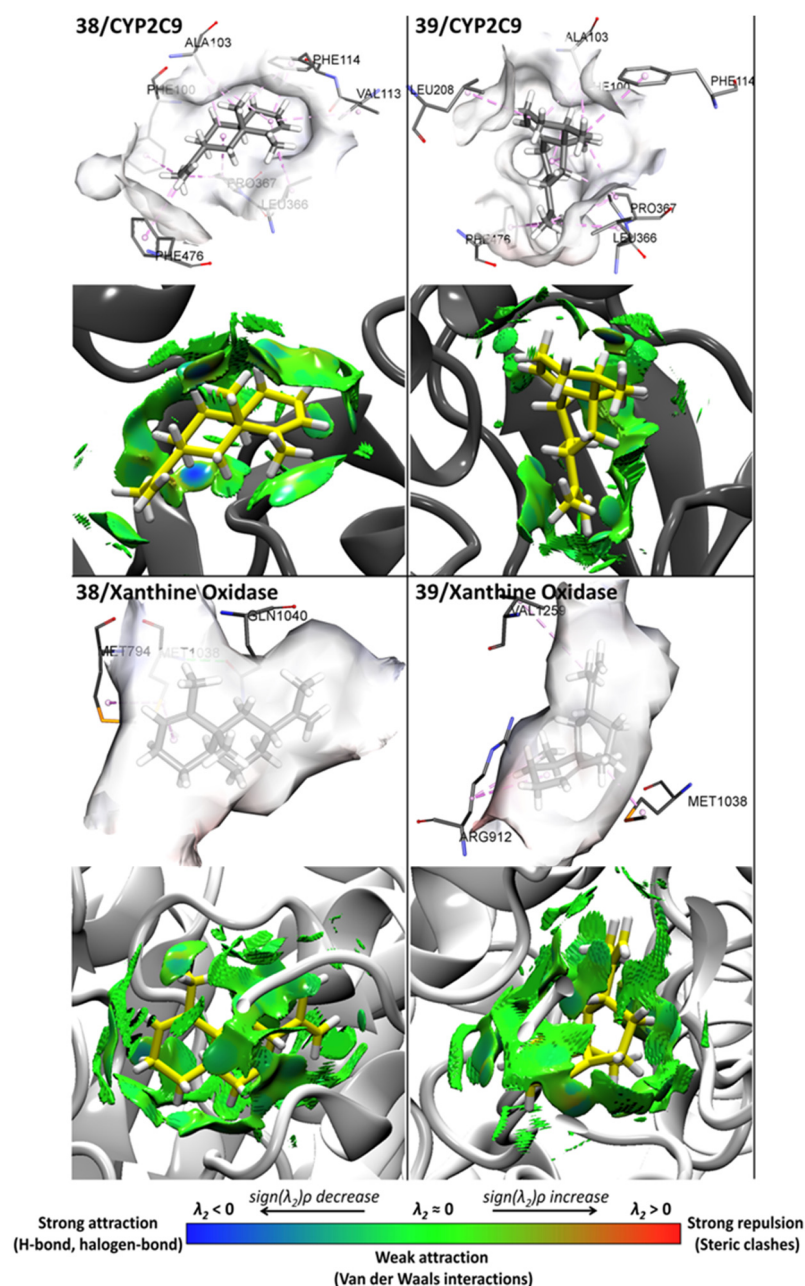 38/CYP2C9
ALA103
PHE114
PHE100
VAL113
PRO367
LEU366
PHE476
39/CYP2C9
ALA103
LEU208
PHE100
PHE114
PRO367
PHE476
LEU366
38/Xanthine Oxidase
GLN1040
MET794
MET1038
39/Xanthine Oxidase
VAL1259
MET1038
ARG912
λ₂ < 0
sign(λ₂)ρ decrease
λ₂ ≈ 0
sign(λ₂)ρ increase
λ₂ > 0
Strong attraction
(H-bond, halogen-bond)
Strong repulsion
(Steric clashes)
Weak attraction
(Van der Waals interactions)